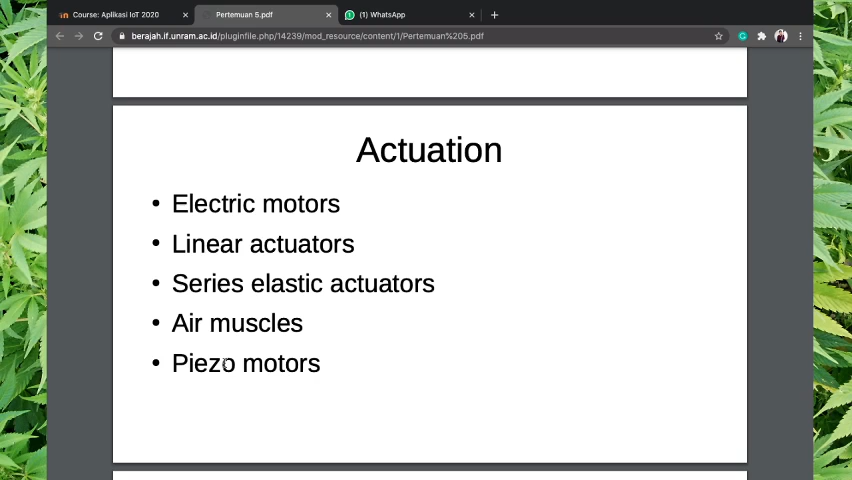 Course: Aplikasi IoT 2020
Pertemuan 5.pdf
(1) WhatsApp
berajah.if.unram.ac.id/pluginfile.php/14239/mod_resource/content/1/Pertemuan%205.pdf
Actuation
• Electric motors
• Linear actuators
• Series elastic actuators
• Air muscles
• Piezo motors